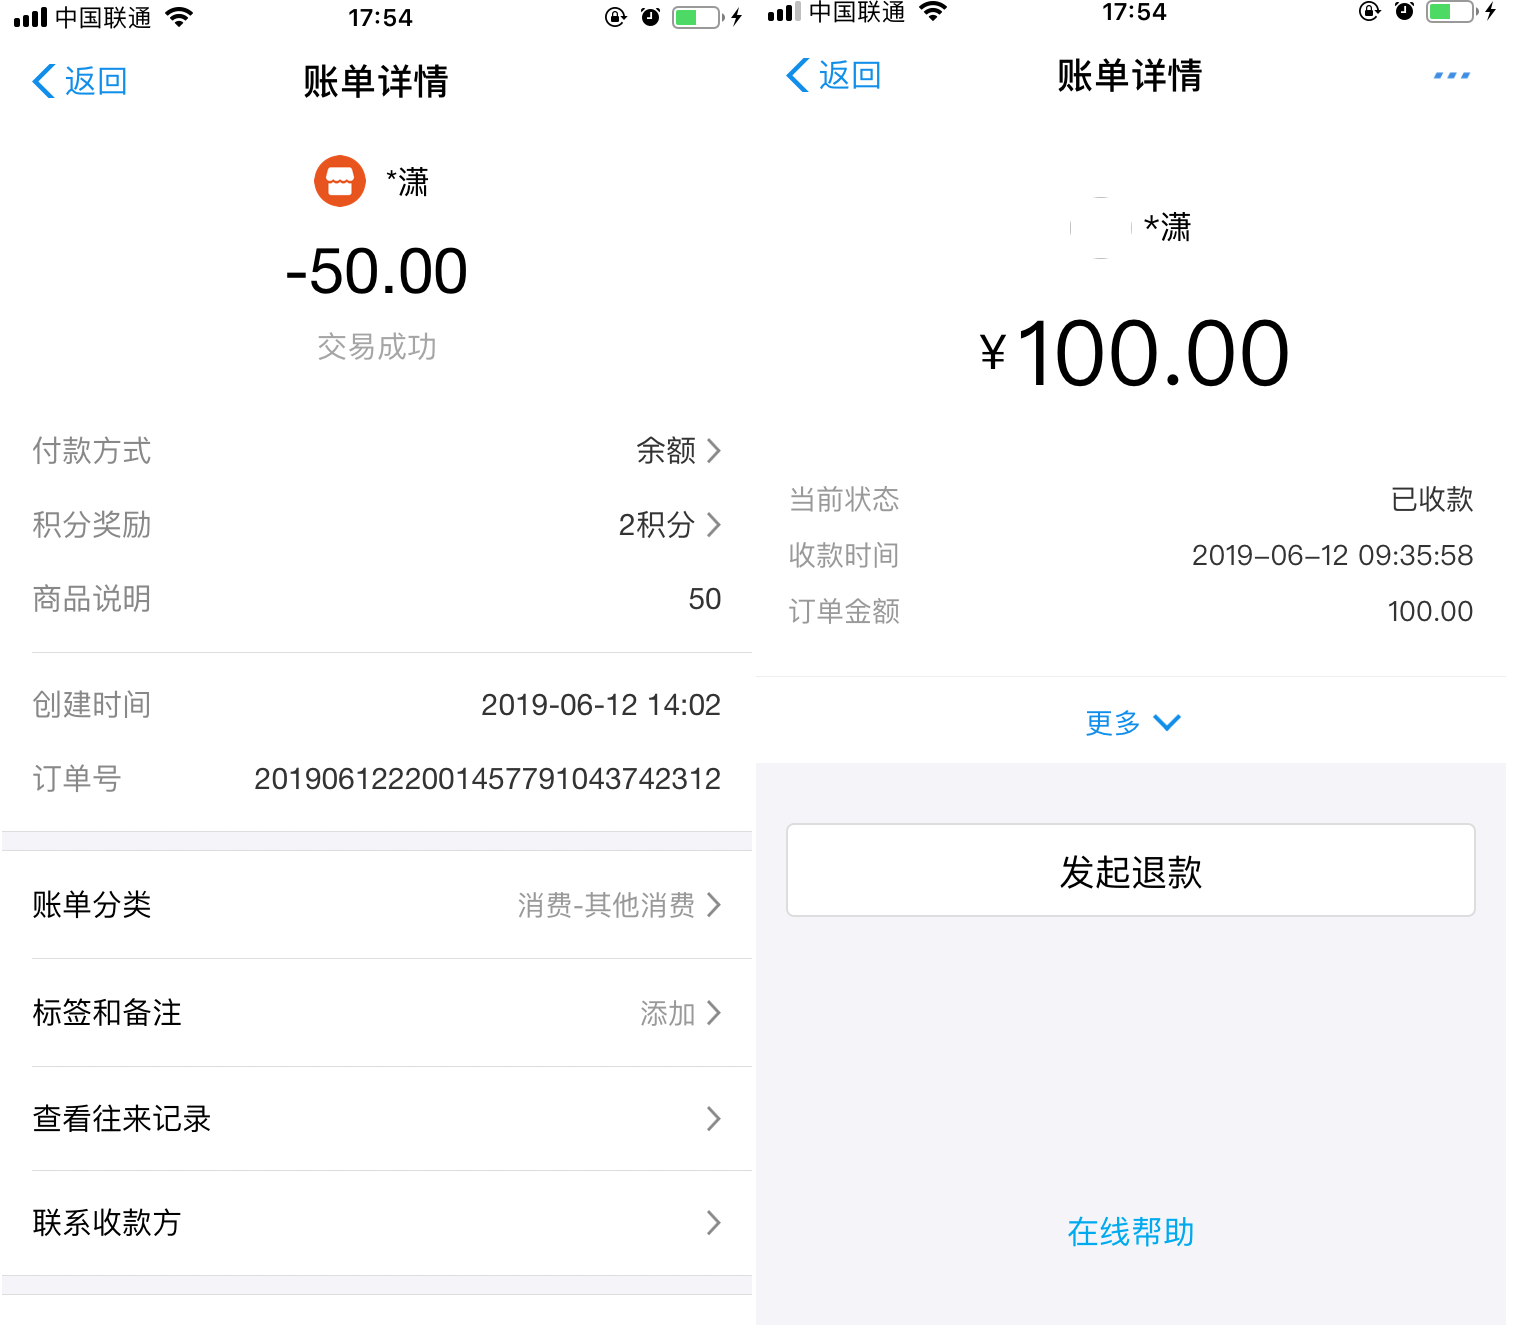 中国联通
17:54
返回
账单详情
*潇
-50.00
交易成功
付款方式
余额
积分奖励
2积分
商品说明
50
创建时间
2019-06-12 14:02
订单号
2019061222001457791043742312
账单分类
消费-其他消费
标签和备注
添加
查看往来记录
联系收款方
中国联通
17:54
返回
账单详情
*潇
¥100.00
当前状态
已收款
收款时间
2019-06-12 09:35:58
订单金额
100.00
更多
发起退款
在线帮助